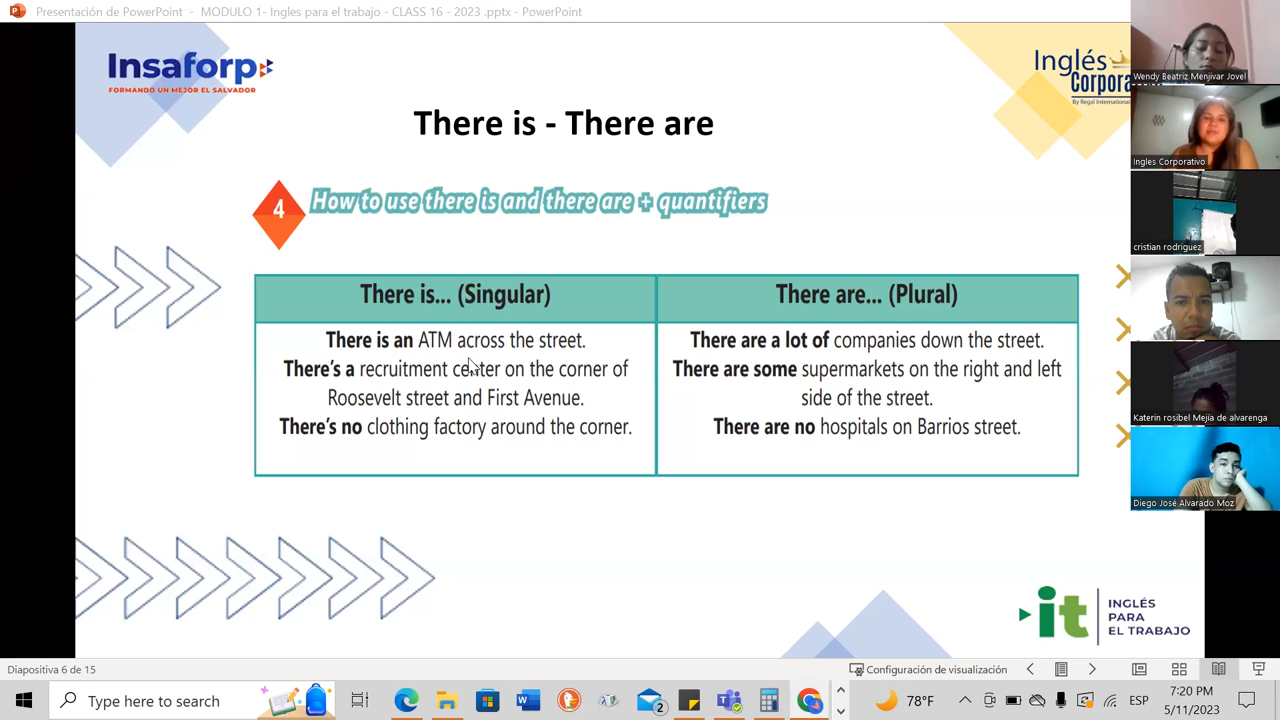 Presentación de PowerPoint - MODULO 1- Ingles para el trabajo - CLASS 16 - 2023 .pptx - PowerPoint
Insaforp
FORMANDO UN MEJOR EL SALVADOR
Inglés
Corpora
By Regal International
There is - There are
4
How to use there is and there are + quantifiers
There is... (Singular)
There are... (Plural)
There is an ATM across the street.
There's a recruitment center on the corner of
Roosevelt street and First Avenue.
There's no clothing factory around the corner.
There are a lot of companies down the street.
There are some supermarkets on the right and left
side of the street.
There are no hospitals on Barrios street.
Wendy Beatriz Menjivar Jovel
Ingles Corporativo
cristian rodriguez
Katerin rosibel Mejía de alvarenga
Diego José Alvarado Moz
it
INGLÉS
PARA
EL TRABAJO
Diapositiva 6 de 15
Configuración de visualización
Type here to search
2
78°F
ESP
7:20 PM
5/11/2023